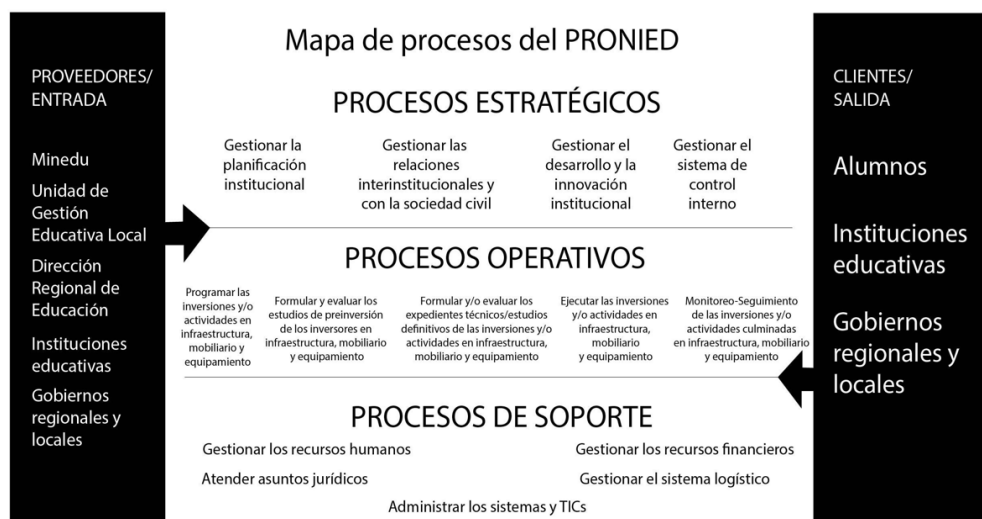 Mapa de procesos del PRONIED
PROVEEDORES/
ENTRADA
Minedu
Unidad de
Gestión
Educativa Local
Dirección
Regional de
Educación
Instituciones
educativas
Gobiernos
regionales y
locales
PROCESOS ESTRATÉGICOS
Gestionar la
planificación
institucional
Gestionar las
relaciones
interinstitucionales y
con la sociedad civil
Gestionar el
desarrollo y la
innovación
institucional
Gestionar el
sistema de
control
interno
PROCESOS OPERATIVOS
Programar las
inversiones y/o
actividades en
infraestructura,
mobiliario y
equipamiento
Formular y evaluar los
estudios de preinversión
de los inversores en
infraestructura, mobiliario
y equipamiento
Formular y/o evaluar los
expedientes técnicos/estudios
definitivos de las inversiones y/o
actividades en infraestructura,
mobiliario y equipamiento
Ejecutar las inversiones
y/o actividades en
infraestructura,
mobiliario
y equipamiento
Monitoreo-Seguimiento
de las inversiones y/o
actividades culminadas
en infraestructura, mobiliario
y equipamiento
PROCESOS DE SOPORTE
Gestionar los recursos humanos
Gestionar los recursos financieros
Atender asuntos jurídicos
Gestionar el sistema logístico
Administrar los sistemas y TICs
CLIENTES/
SALIDA
Alumnos
Instituciones
educativas
Gobiernos
regionales y
locales